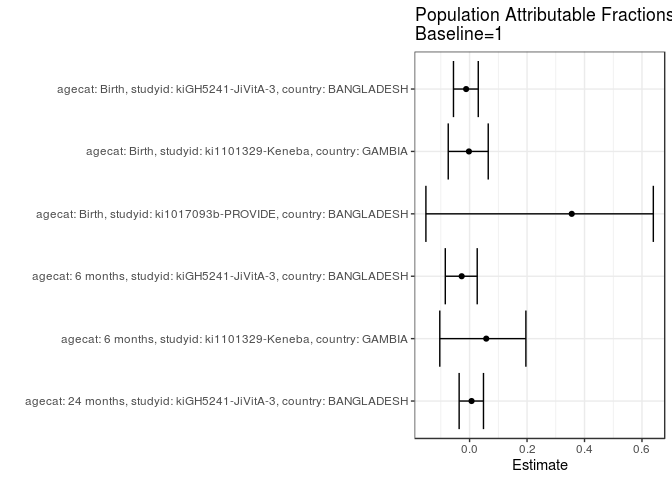 Population Attributable Fractions
Baseline=1
agecat: Birth, studyid: kiGH5241-JiVitA-3, country: BANGLADESH
agecat: Birth, studyid: ki1101329-Keneba, country: GAMBIA
agecat: Birth, studyid: ki1017093b-PROVIDE, country: BANGLADESH
agecat: 6 months, studyid: kiGH5241-JiVitA-3, country: BANGLADESH
agecat: 6 months, studyid: ki1101329-Keneba, country: GAMBIA
agecat: 24 months, studyid: kiGH5241-JiVitA-3, country: BANGLADESH
0.0 0.2 0.4 0.6
Estimate